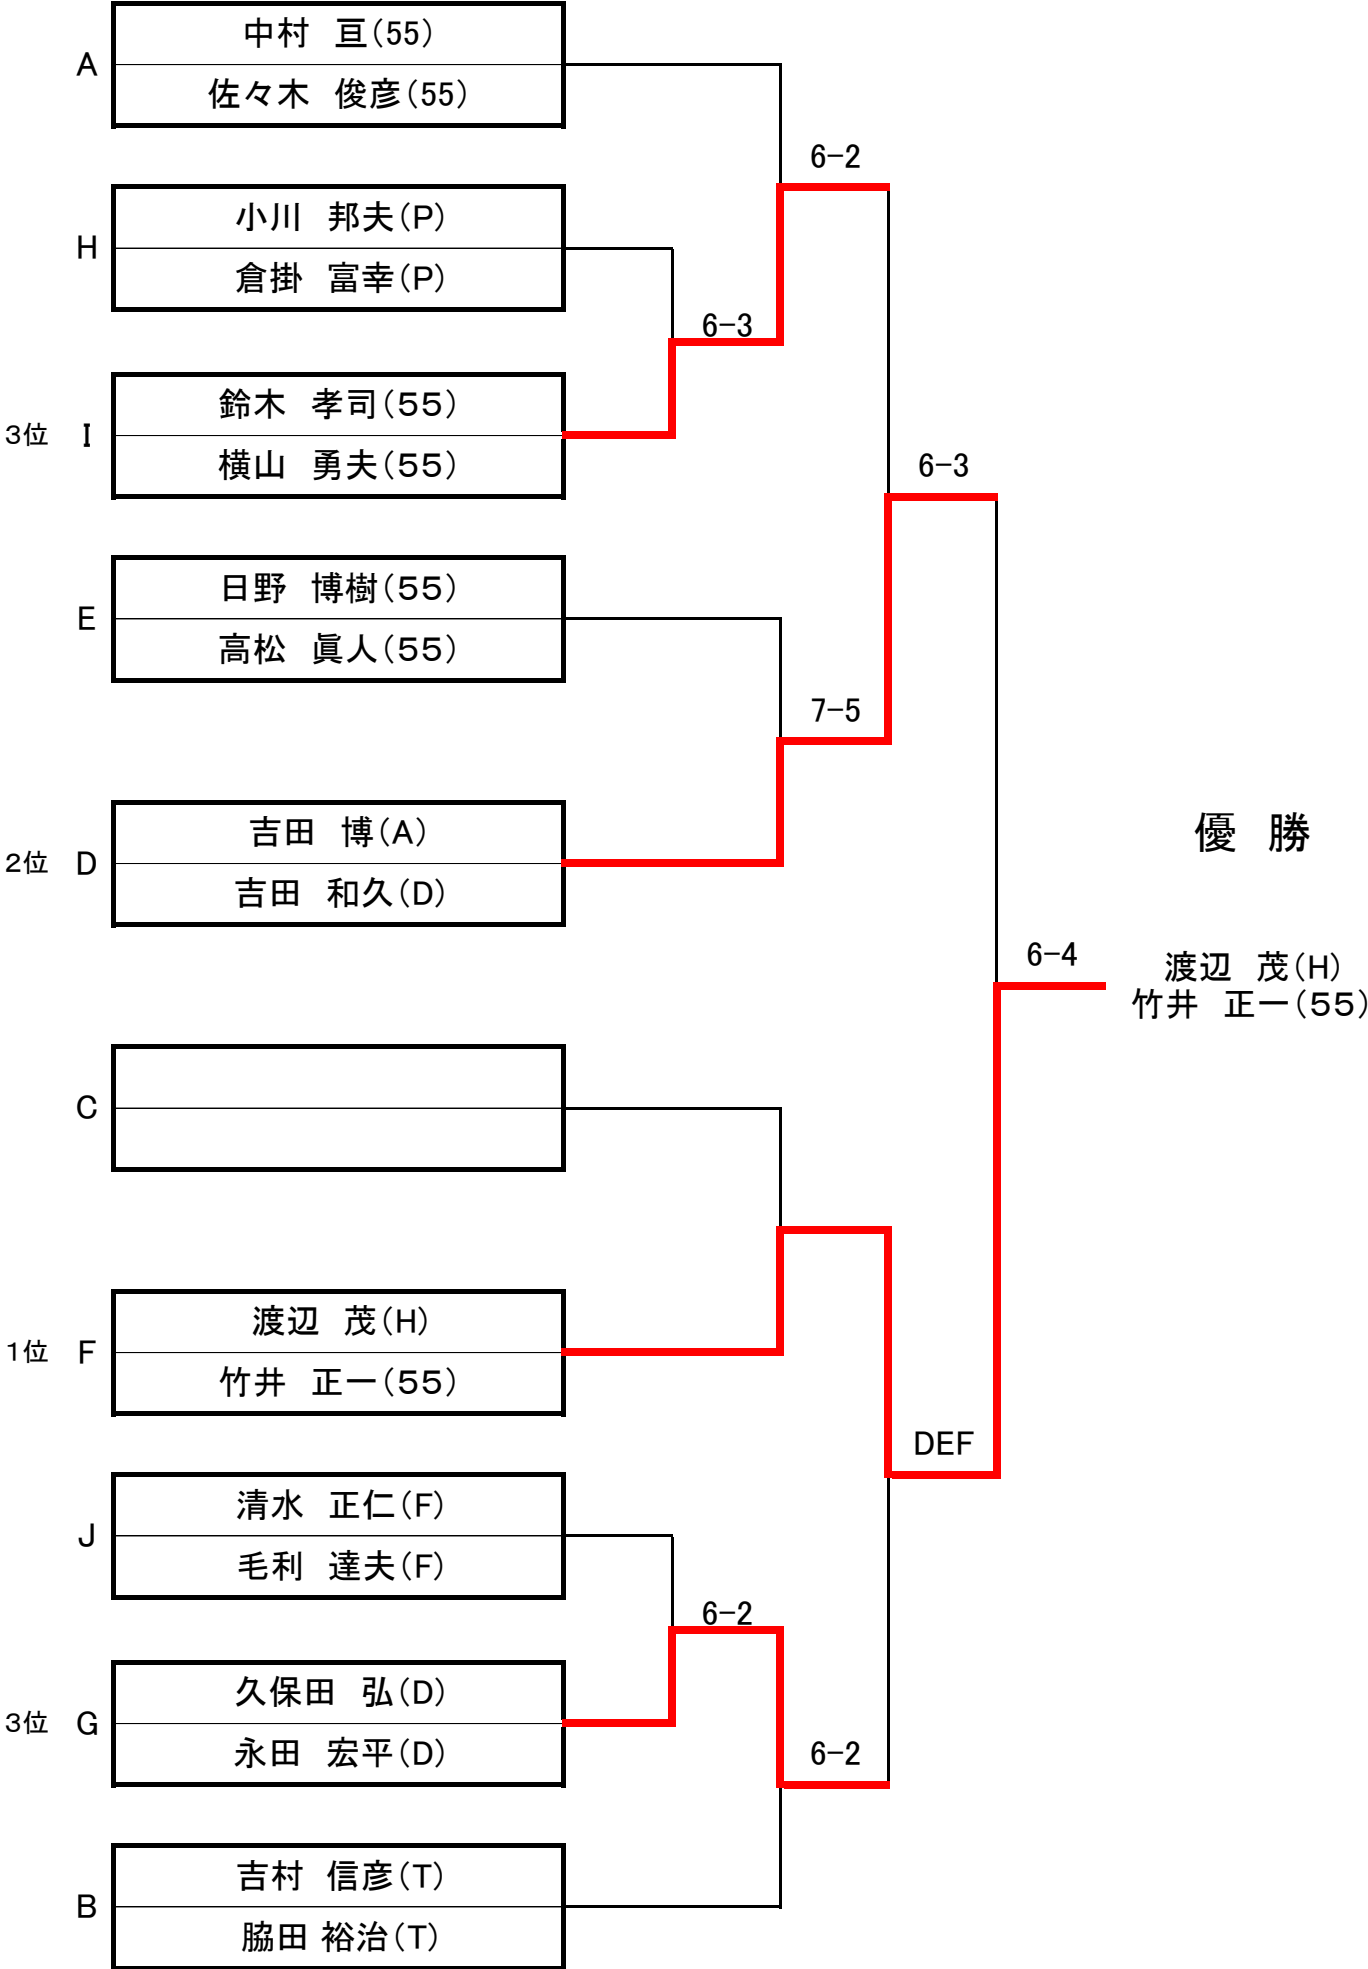 中村　亘(55)
A
佐々木　俊彦(55)
6-2
小川　邦夫(P)
H
倉掛　富幸(P)
6-3
鈴木　孝司(55)
3位　I
横山　勇夫(55)
6-3
日野　博樹(55)
E
高松　眞人(55)
7-5
吉田　博(A)
2位　D
吉田　和久(D)
優　勝
6-4
渡辺　茂(H)
竹井　正一(55)
C
渡辺　茂(H)
1位　F
竹井　正一(55)
DEF
清水　正仁(F)
J
毛利　達夫(F)
6-2
久保田　弘(D)
3位　G
永田　宏平(D)
6-2
吉村　信彦(T)
B
脇田 裕治(T)